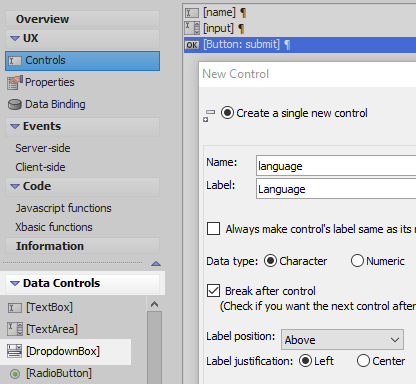 Overview
UX
Controls
Properties
Data Binding
Events
Server-side
Client-side
Code
Javascript functions
Xbasic functions
Information
Data Controls
[TextBox]
[TextArea]
[DropdownBox]
[RadioButton]
[name] ¶
[input] ¶
OK [Button: submit] ¶
New Control
Create a single new control
Name: language
Label: Language
Always make control's label same as its
Data type: Character Numeric
Break after control
(Check if you want the next control after
Label position: Above
Label justification: Left Center